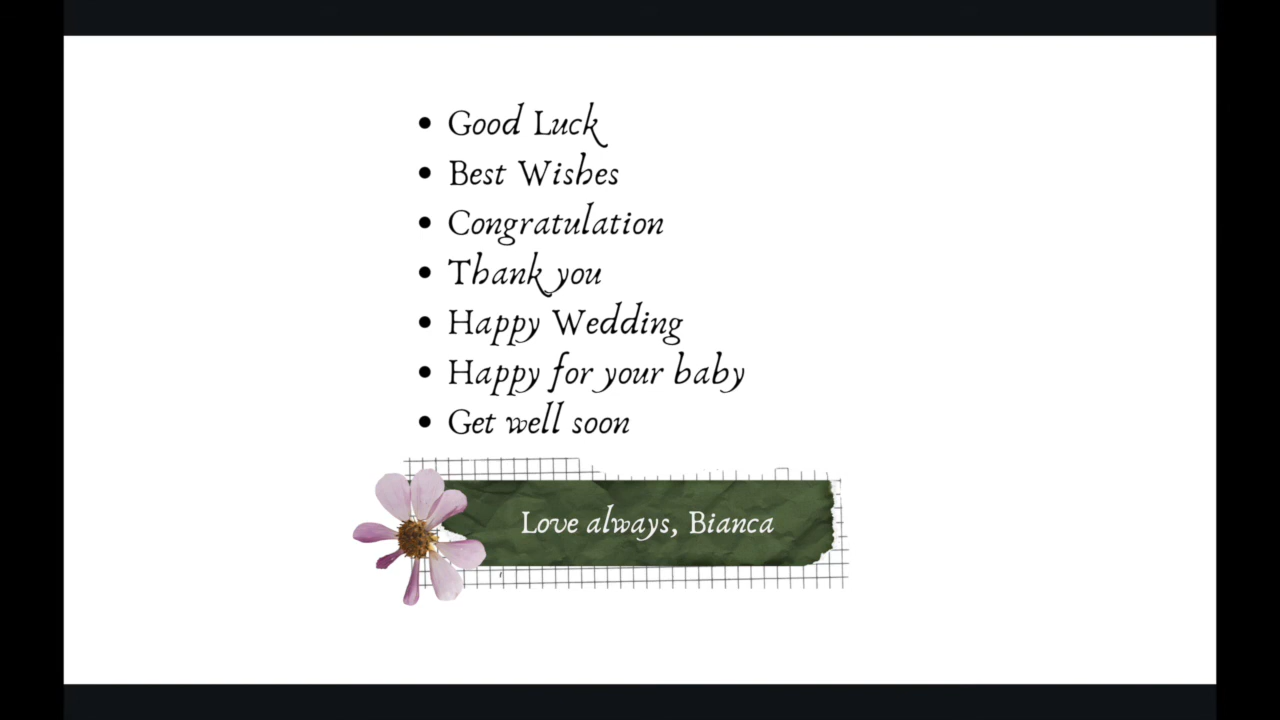 • Good Luck
• Best Wishes
• Congratulation
• Thank you
• Happy Wedding
• Happy for your baby
• Get well soon
Love always, Bianca